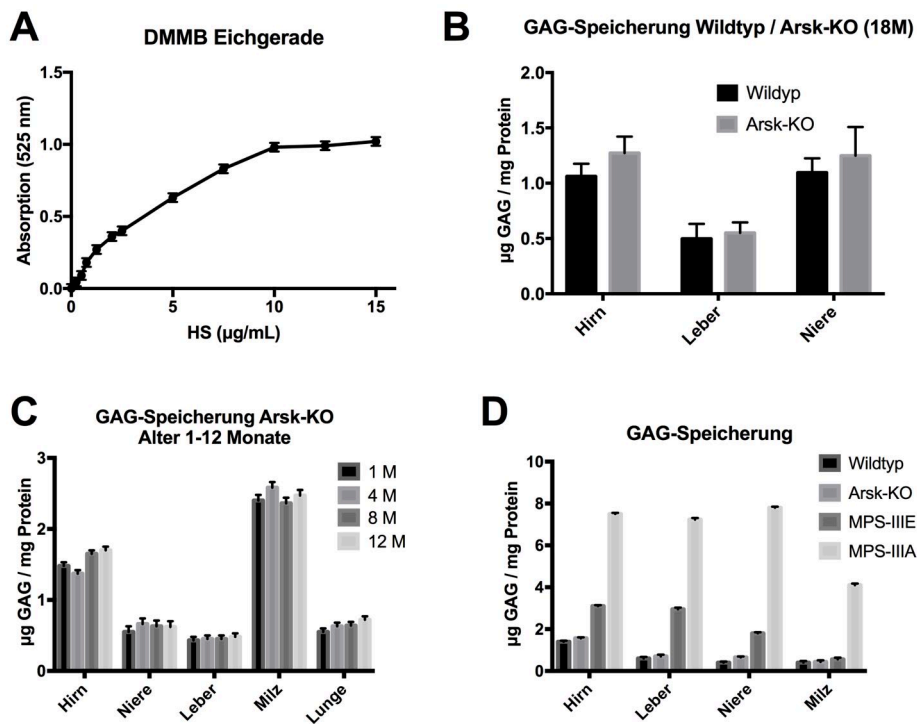 A
DMMB Eichgerade
Absorption (525 nm)
1.5
1.0
0.5
0.0
0
5
10
15
HS (µg/mL)
B
GAG-Speicherung Wildtyp / Arsk-KO (18M)
µg GAG / mg Protein
2.0
1.5
1.0
0.5
0.0
Wildyp
Arsk-KO
Hirn
Leber
Niere
C
GAG-Speicherung Arsk-KO
Alter 1-12 Monate
µg GAG / mg Protein
3
2
1
0
1 M
4 M
8 M
12 M
Hirn
Niere
Leber
Milz
Lunge
D
GAG-Speicherung
µg GAG / mg Protein
10
8
6
4
2
0
Wildtyp
Arsk-KO
MPS-IIIE
MPS-IIIA
Hirn
Leber
Niere
Milz